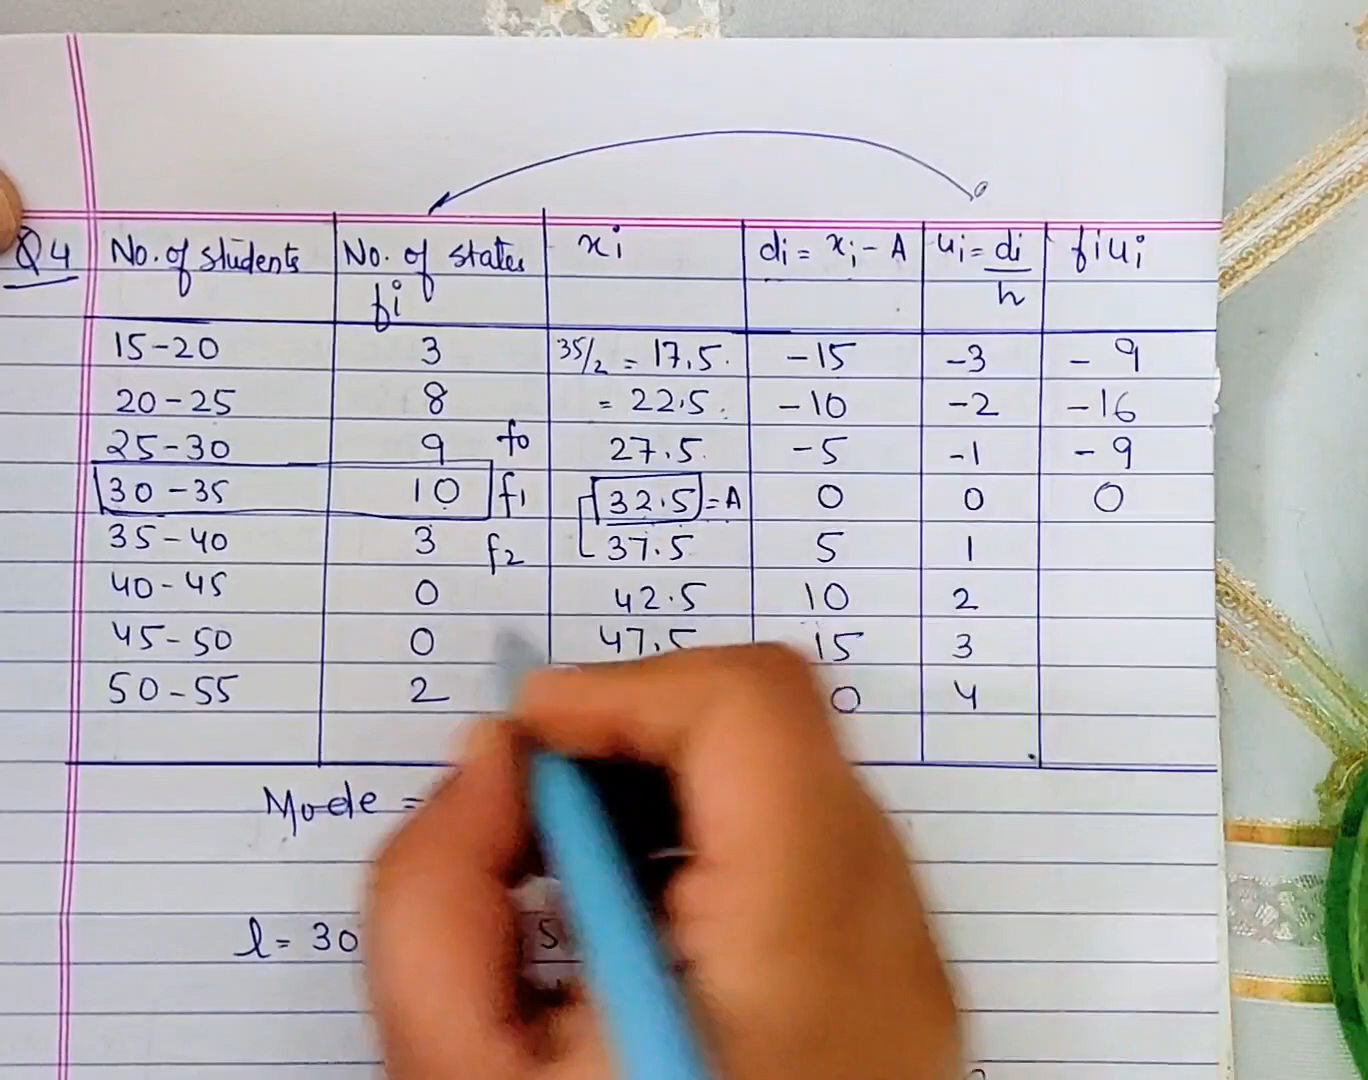 Q4 No. of students No. of states xi di = xi - A ui = di/h fiui
fi
15-20 3 35/2 = 17.5. -15 -3 -9
20-25 8 = 22.5. -10 -2 -16
25-30 9 f0 27.5. -5 -1 -9
30-35 10 f1 32.5 = A 0 0 0
35-40 3 f2 37.5 5 1
40-45 0 42.5 10 2
45-50 0 47.5 15 3
50-55 2 0 4
Mode =
l = 30 5